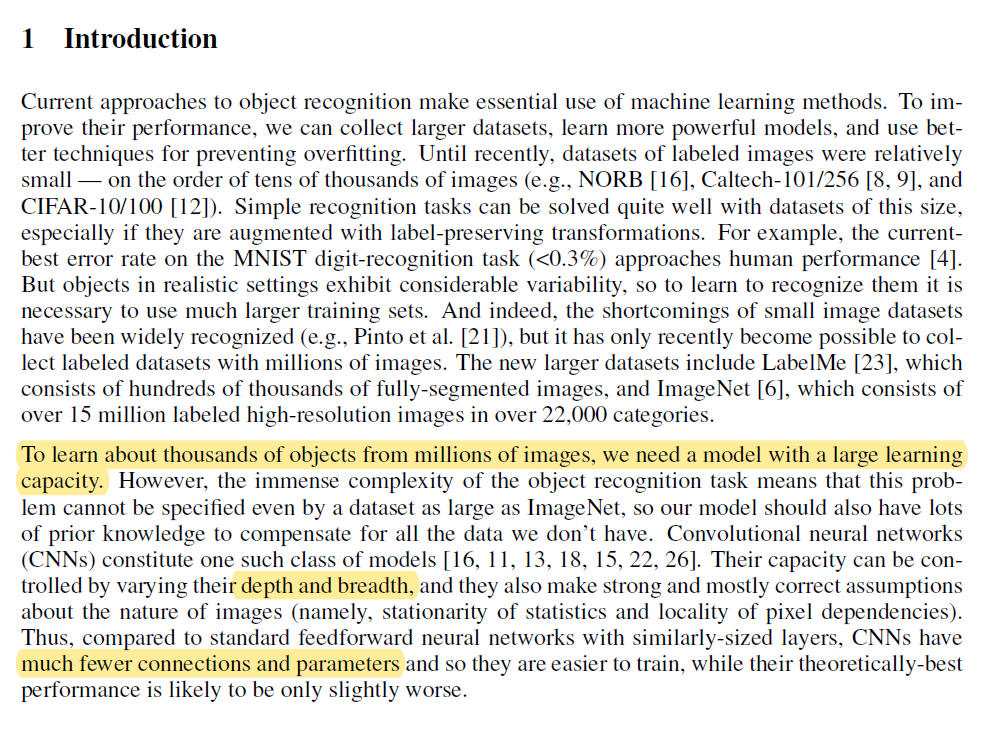 1 Introduction
Current approaches to object recognition make essential use of machine learning methods. To im-
prove their performance, we can collect larger datasets, learn more powerful models, and use bet-
ter techniques for preventing overfitting. Until recently, datasets of labeled images were relatively
small — on the order of tens of thousands of images (e.g., NORB [16], Caltech-101/256 [8, 9], and
CIFAR-10/100 [12]). Simple recognition tasks can be solved quite well with datasets of this size,
especially if they are augmented with label-preserving transformations. For example, the current-
best error rate on the MNIST digit-recognition task (<0.3%) approaches human performance [4].
But objects in realistic settings exhibit considerable variability, so to learn to recognize them it is
necessary to use much larger training sets. And indeed, the shortcomings of small image datasets
have been widely recognized (e.g., Pinto et al. [21]), but it has only recently become possible to col-
lect labeled datasets with millions of images. The new larger datasets include LabelMe [23], which
consists of hundreds of thousands of fully-segmented images, and ImageNet [6], which consists of
over 15 million labeled high-resolution images in over 22,000 categories.
To learn about thousands of objects from millions of images, we need a model with a large learning
capacity. However, the immense complexity of the object recognition task means that this prob-
lem cannot be specified even by a dataset as large as ImageNet, so our model should also have lots
of prior knowledge to compensate for all the data we don't have. Convolutional neural networks
(CNNs) constitute one such class of models [16, 11, 13, 18, 15, 22, 26]. Their capacity can be con-
trolled by varying their depth and breadth, and they also make strong and mostly correct assumptions
about the nature of images (namely, stationarity of statistics and locality of pixel dependencies).
Thus, compared to standard feedforward neural networks with similarly-sized layers, CNNs have
much fewer connections and parameters and so they are easier to train, while their theoretically-best
performance is likely to be only slightly worse.